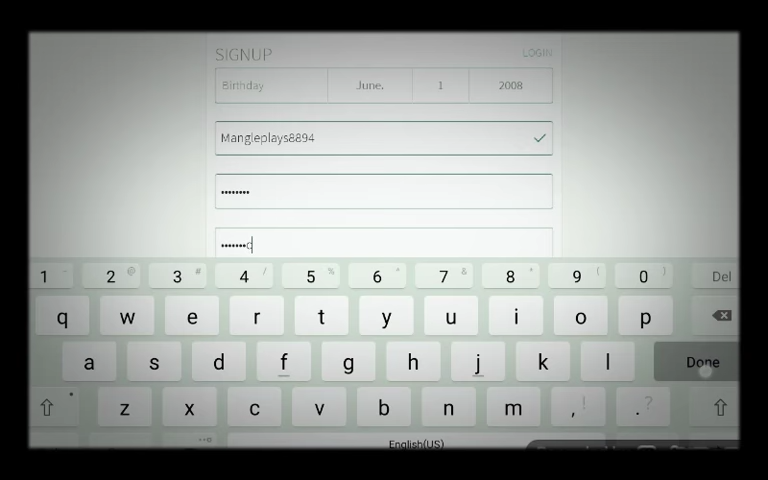 SIGNUP LOGIN
Birthday June. 1 2008
Mangleplays8894
••••••••
•••••••d
1 2 @ 3 # 4 / 5 % 6 ^ 7 & 8 * 9 ( 0 ) Del
q w e r t y u i o p
a s d f g h j k l Done
z x c v b n m , ! . ?
English(US)